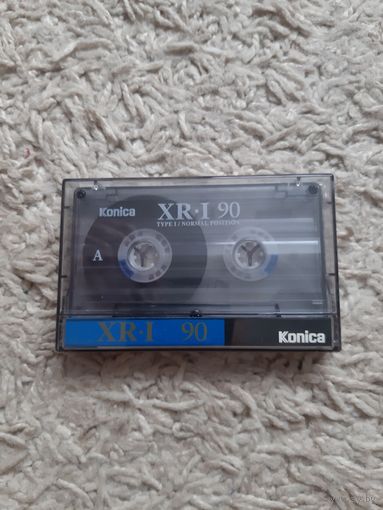 Konica XR·I 90
TYPE I / NORMAL POSITION
A
XR·I 90 Konica